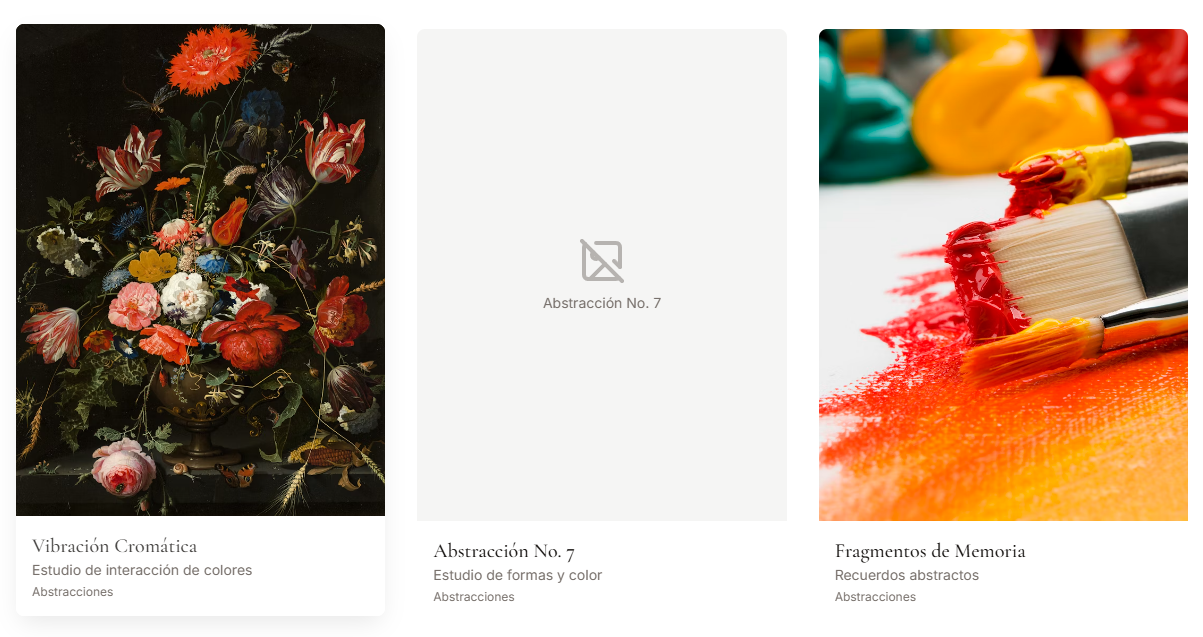 Vibración Cromática
Estudio de interacción de colores
Abstracciones
Abstracción No. 7
Abstracción No. 7
Estudio de formas y color
Abstracciones
Fragmentos de Memoria
Recuerdos abstractos
Abstracciones